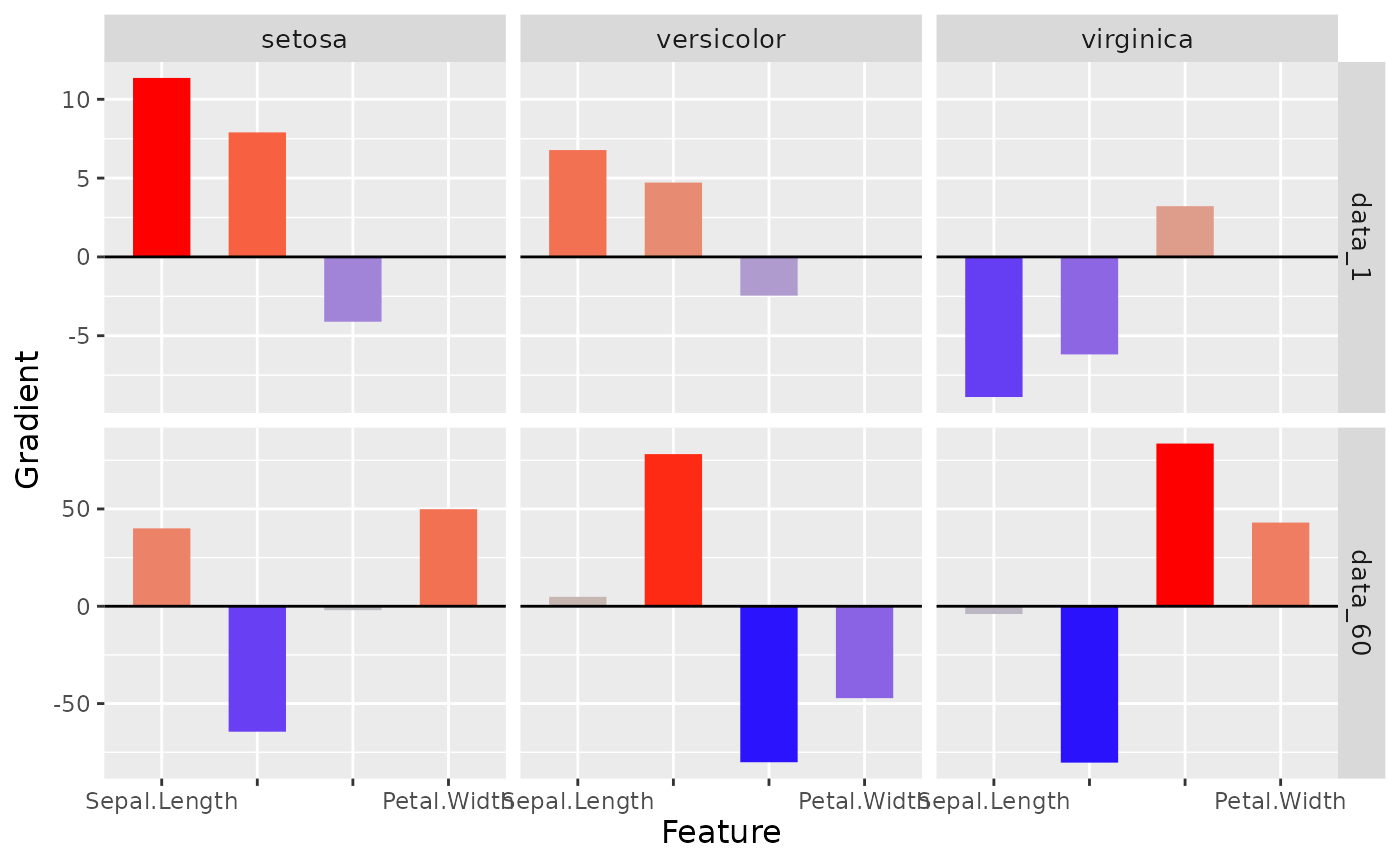 setosa
versicolor
virginica
10
5
0
-5
data_1
Gradient
50
0
-50
data_60
Sepal.Length
Petal.Width
Sepal.Length
Petal.Width
Sepal.Length
Petal.Width
Feature